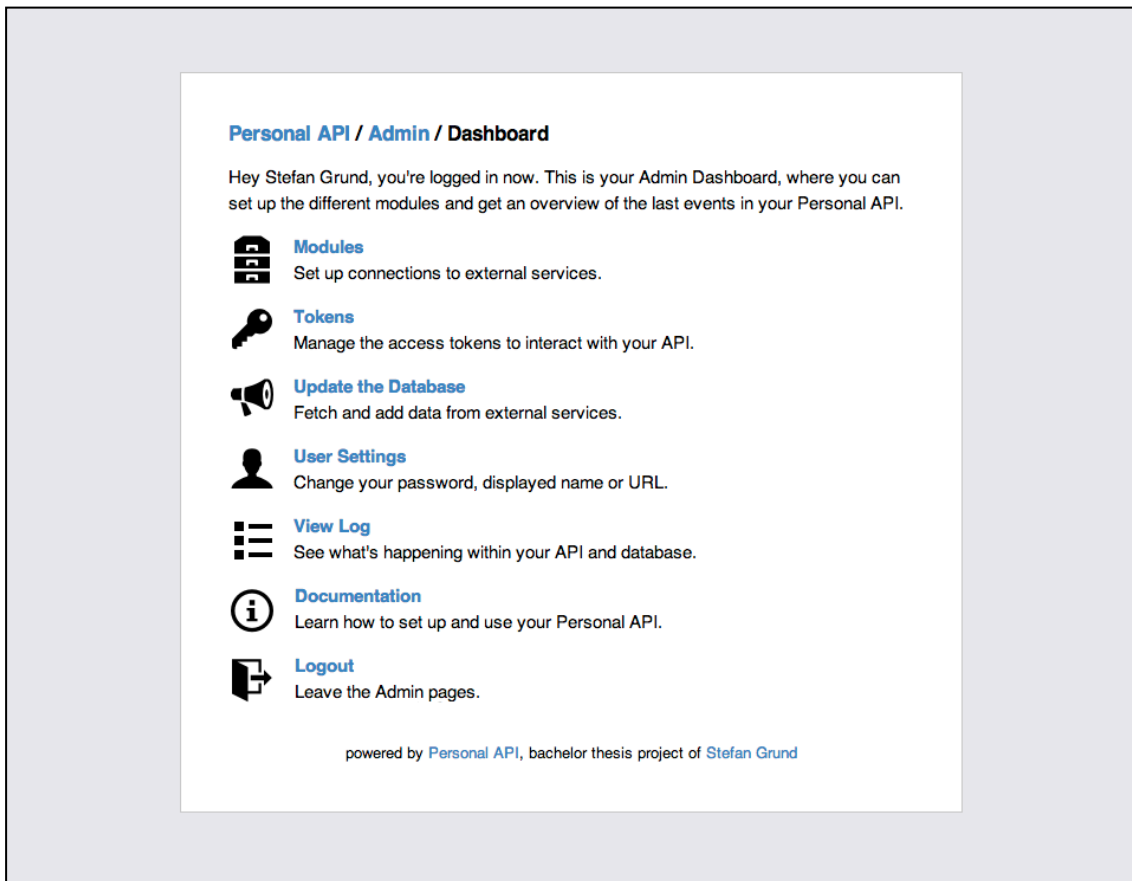 Personal API / Admin / Dashboard
Hey Stefan Grund, you're logged in now. This is your Admin Dashboard, where you can
set up the different modules and get an overview of the last events in your Personal API.
Modules
Set up connections to external services.
Tokens
Manage the access tokens to interact with your API.
Update the Database
Fetch and add data from external services.
User Settings
Change your password, displayed name or URL.
View Log
See what's happening within your API and database.
Documentation
Learn how to set up and use your Personal API.
Logout
Leave the Admin pages.
powered by Personal API, bachelor thesis project of Stefan Grund